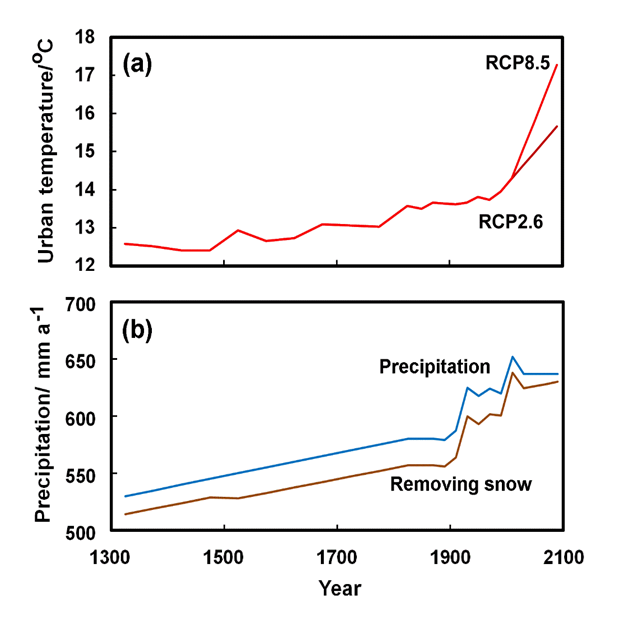 18
(a)
RCP8.5
17
16
15
14
RCP2.6
13
12
Urban temperature/°C
700
(b)
650
Precipitation
600
550
Removing snow
500
Precipitation/ mm a⁻¹
1300 1500 1700 1900 2100
Year